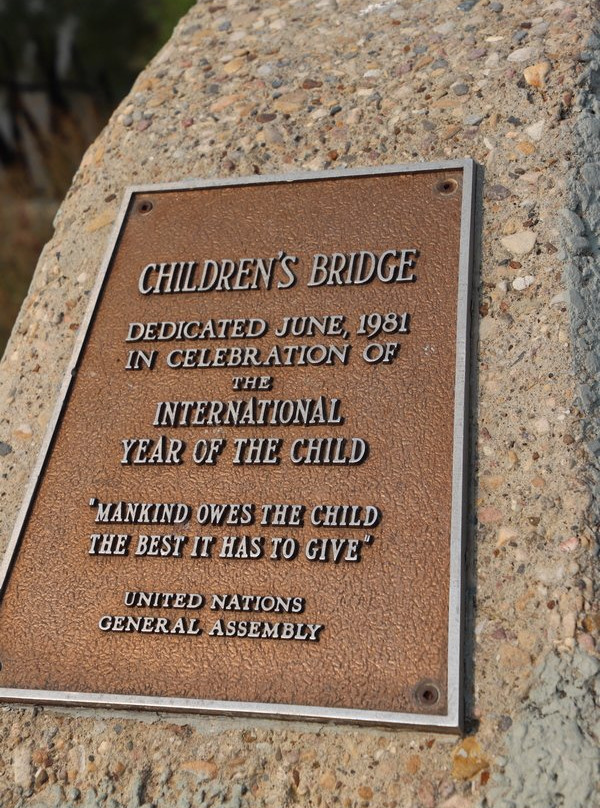 CHILDREN'S BRIDGE
DEDICATED JUNE, 1981
IN CELEBRATION OF
THE
INTERNATIONAL
YEAR OF THE CHILD
"MANKIND OWES THE CHILD
THE BEST IT HAS TO GIVE"
UNITED NATIONS
GENERAL ASSEMBLY